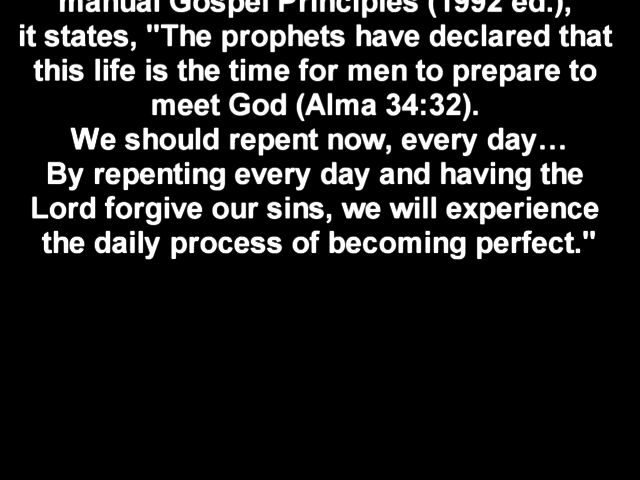 manual Gospel Principles (1992 ed.),
it states, "The prophets have declared that
this life is the time for men to prepare to
meet God (Alma 34:32).
We should repent now, every day…
By repenting every day and having the
Lord forgive our sins, we will experience
the daily process of becoming perfect."